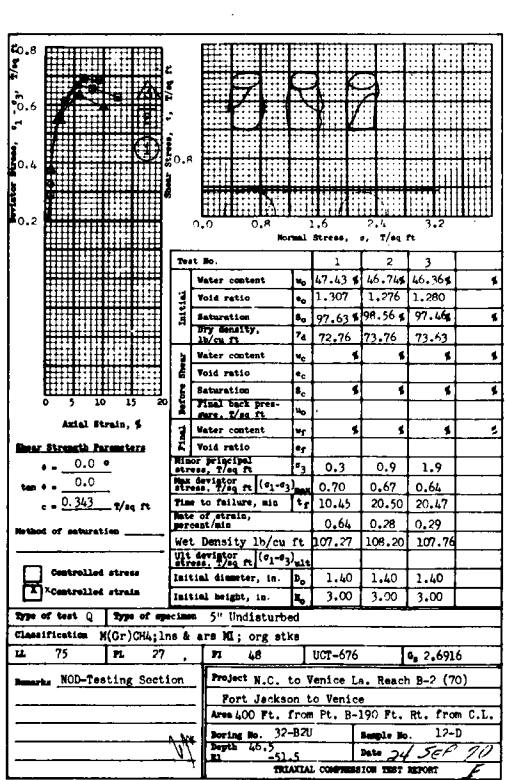 Deviator Stress, σ1 - σ3, T/sq ft
0.8
0.6
0.4
0.2
0 5 10 15 20
Axial Strain, %
Shear Stress, τ, T/sq ft
0.8
0.0 0.8 1.6 2.4 3.2
Normal Stress, σ, T/sq ft
Shear Strength Parameters
φ = 0.0 °
tan φ = 0.0
c = 0.343 T/sq ft
Method of saturation
Controlled stress
x Controlled strain
Test No. 1 2 3
Initial
Water content wo 47.43 % 46.74% 46.36% %
Void ratio eo 1.307 1.276 1.280
Saturation So 97.63 % 98.56 % 97.46% %
Dry density, lb/cu ft γd 72.76 73.76 73.63
Before Shear
Water content wc % % % %
Void ratio ec
Saturation Sc % % % %
Final back pressure, T/sq ft uo
Final
Water content wf % % % %
Void ratio ef
Minor principal stress, T/sq ft σ3 0.3 0.9 1.9
Max deviator stress, T/sq ft (σ1-σ3)max 0.70 0.67 0.64
Time to failure, min tf 10.45 20.50 20.47
Rate of strain, percent/min 0.64 0.28 0.29
Wet Density lb/cu ft 107.27 108.20 107.76
Ult deviator stress, T/sq ft (σ1-σ3)ult
Initial diameter, in. Do 1.40 1.40 1.40
Initial height, in. Ho 3.00 3.00 3.00
Type of test Q Type of specimen 5" Undisturbed
Classification M(Gr)CH4;lns & ars ML; org stks
LL 75 PL 27 , PI 48 UCT-676 Gs 2.6916
Remarks NOD-Testing Section
Project N.C. to Venice La. Reach B-2 (70)
Fort Jackson to Venice
Area 400 Ft. from Pt. B-190 Ft. Rt. from C.L.
Boring No. 32-B2U Sample No. 12-D
Depth El 46.5 -51.5 Date 24 SEP 70
TRIAXIAL COMPRESSION TEST REPORT F